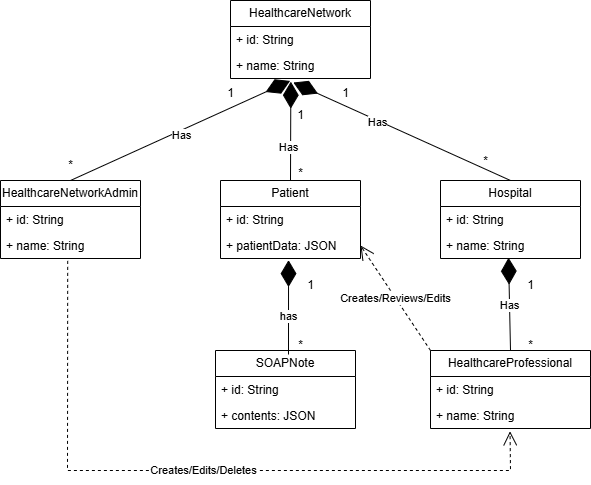 HealthcareNetwork
+ id: String
+ name: String
1
1
1
Has
Has
Has
*
*
*
HealthcareNetworkAdmin
+ id: String
+ name: String
Patient
+ id: String
+ patientData: JSON
Hospital
+ id: String
+ name: String
1
1
Creates/Reviews/Edits
has
Has
*
*
SOAPNote
+ id: String
+ contents: JSON
HealthcareProfessional
+ id: String
+ name: String
Creates/Edits/Deletes